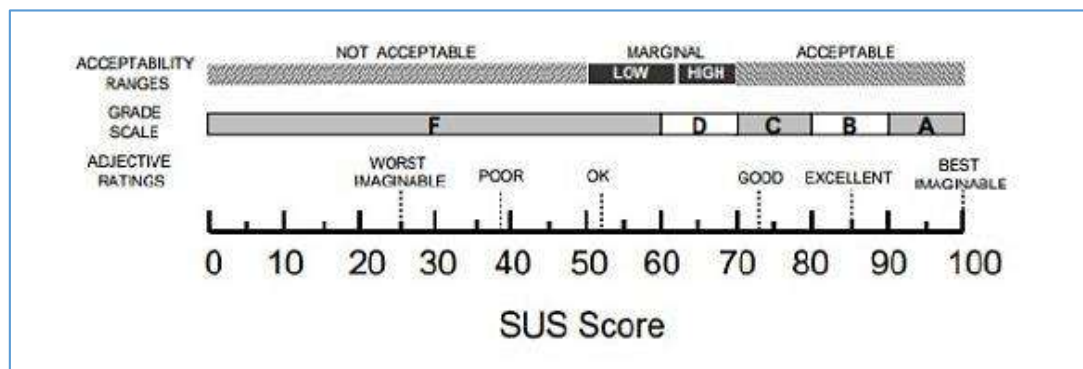 NOT ACCEPTABLE MARGINAL ACCEPTABLE
ACCEPTABILITY RANGES LOW HIGH
GRADE SCALE F D C B A
ADJECTIVE RATINGS WORST IMAGINABLE POOR OK GOOD EXCELLENT BEST IMAGINABLE
0 10 20 30 40 50 60 70 80 90 100
SUS Score